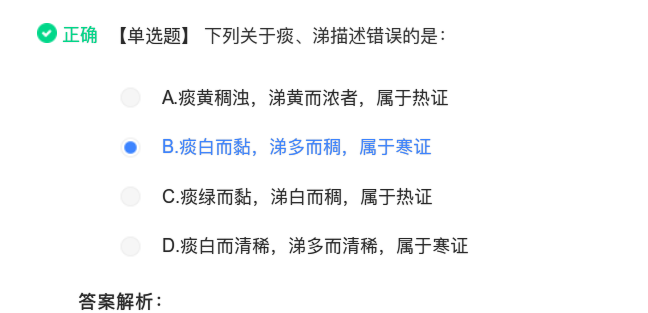 正确 【单选题】 下列关于痰、涕描述错误的是：
A.痰黄稠浊，涕黄而浓者，属于热证
B.痰白而黏，涕多而稠，属于寒证
C.痰绿而黏，涕白而稠，属于热证
D.痰白而清稀，涕多而清稀，属于寒证
答案解析：